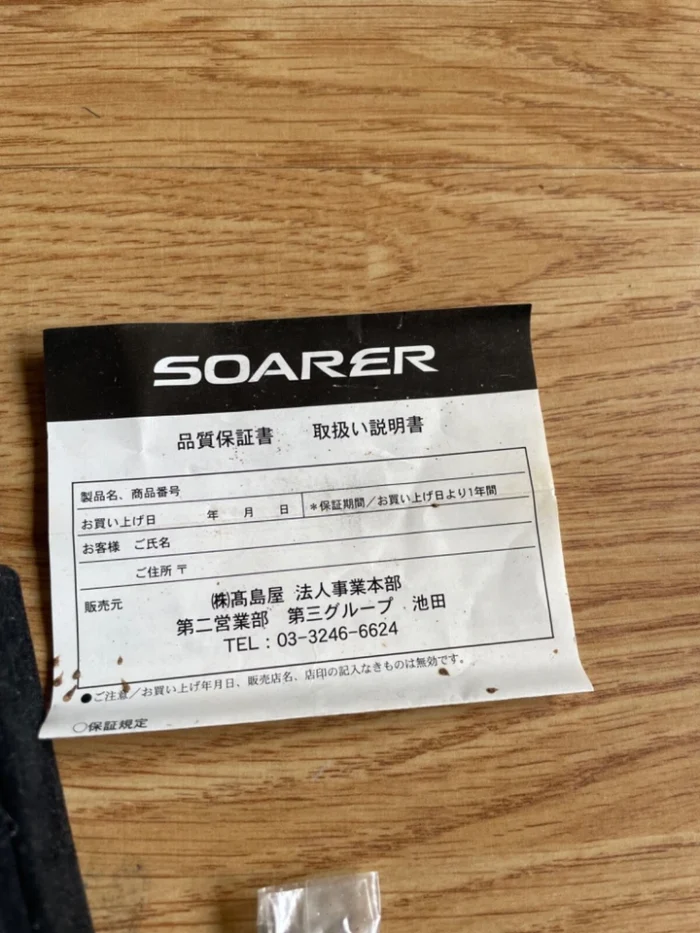 SOARER
品質保証書　取扱い説明書
製品名、商品番号
お買い上げ日　年　月　日　＊保証期間／お買い上げ日より1年間
お客様　ご氏名
ご住所 〒
販売元　㈱髙島屋 法人事業本部
第二営業部　第三グループ　池田
TEL：03-3246-6624
●ご注意／お買い上げ年月日、販売店名、店印の記入なきものは無効です。
○保証規定